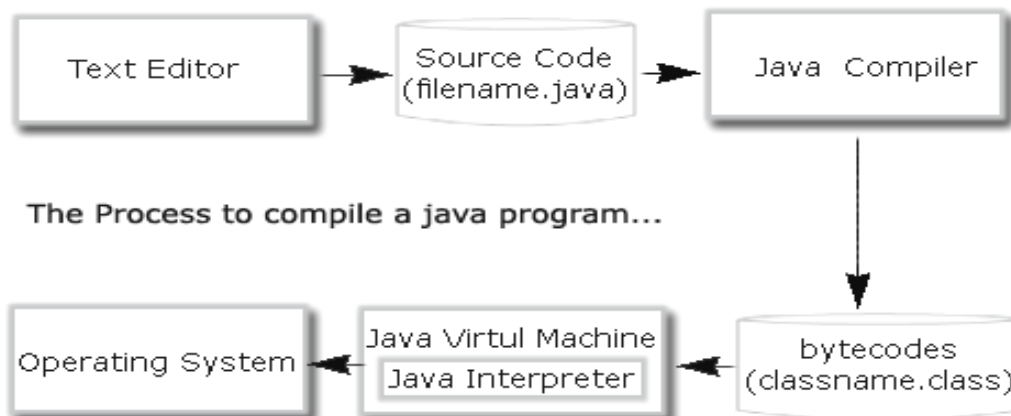 Text Editor
Source Code
(filename.java)
Java Compiler
The Process to compile a java program...
Operating System
Java Virtul Machine
Java Interpreter
bytecodes
(classname.class)